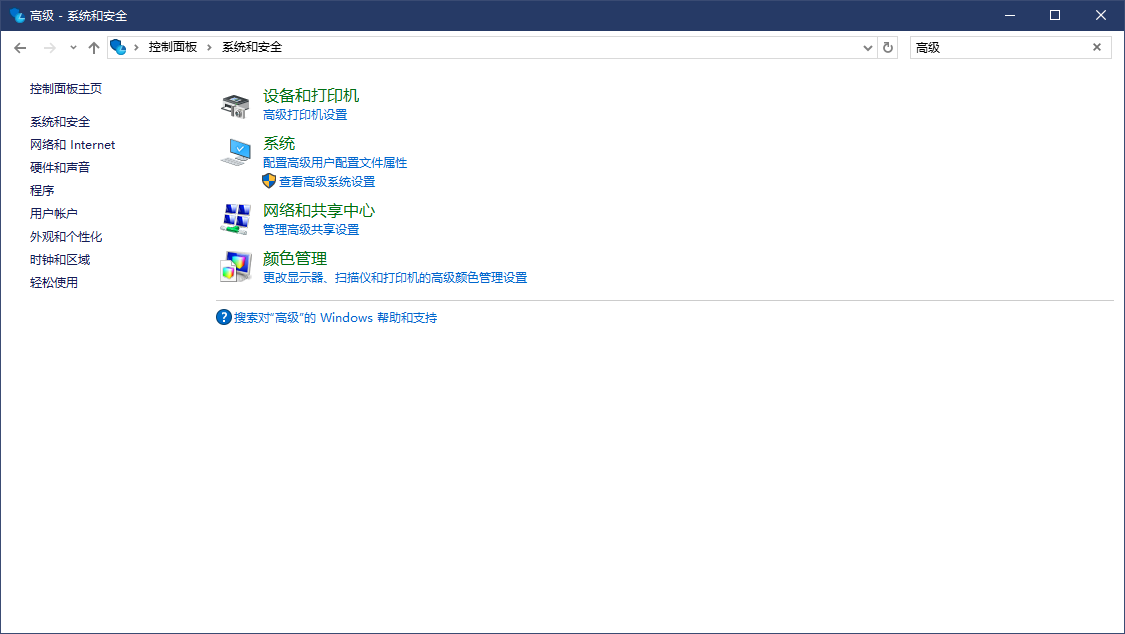 高级 - 系统和安全
控制面板 系统和安全
高级
控制面板主页
系统和安全
网络和 Internet
硬件和声音
程序
用户帐户
外观和个性化
时钟和区域
轻松使用
设备和打印机
高级打印机设置
系统
配置高级用户配置文件属性
查看高级系统设置
网络和共享中心
管理高级共享设置
颜色管理
更改显示器、扫描仪和打印机的高级颜色管理设置
搜索对"高级"的 Windows 帮助和支持